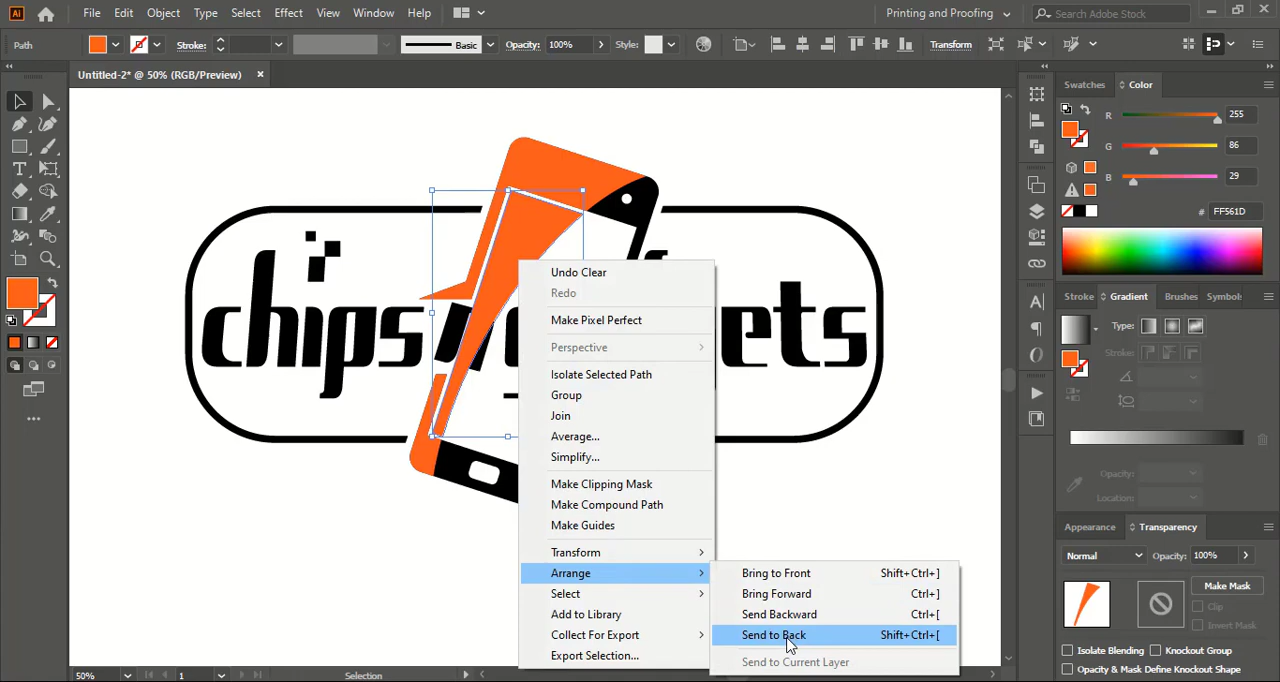 Ai File Edit Object Type Select Effect View Window Help Printing and Proofing Search Adobe Stock
Path Stroke: Basic Opacity: 100% Style: Transform
Untitled-2* @ 50% (RGB/Preview)
Swatches Color
R 255
G 86
B 29
# FF561D
T
chips
ets
Stroke Gradient Brushes Symbols
Type:
Stroke:
Opacity:
Location:
Undo Clear
Redo
Make Pixel Perfect
Perspective
Isolate Selected Path
Group
Join
Average...
Simplify...
Make Clipping Mask
Make Compound Path
Make Guides
Transform
Arrange
Select
Add to Library
Collect For Export
Export Selection...
Bring to Front Shift+Ctrl+]
Bring Forward Ctrl+]
Send Backward Ctrl+[
Send to Back Shift+Ctrl+[
Send to Current Layer
Appearance Transparency
Normal Opacity: 100%
Make Mask
Clip
Invert Mask
Isolate Blending Knockout Group
Opacity & Mask Define Knockout Shape
50% 1 Selection